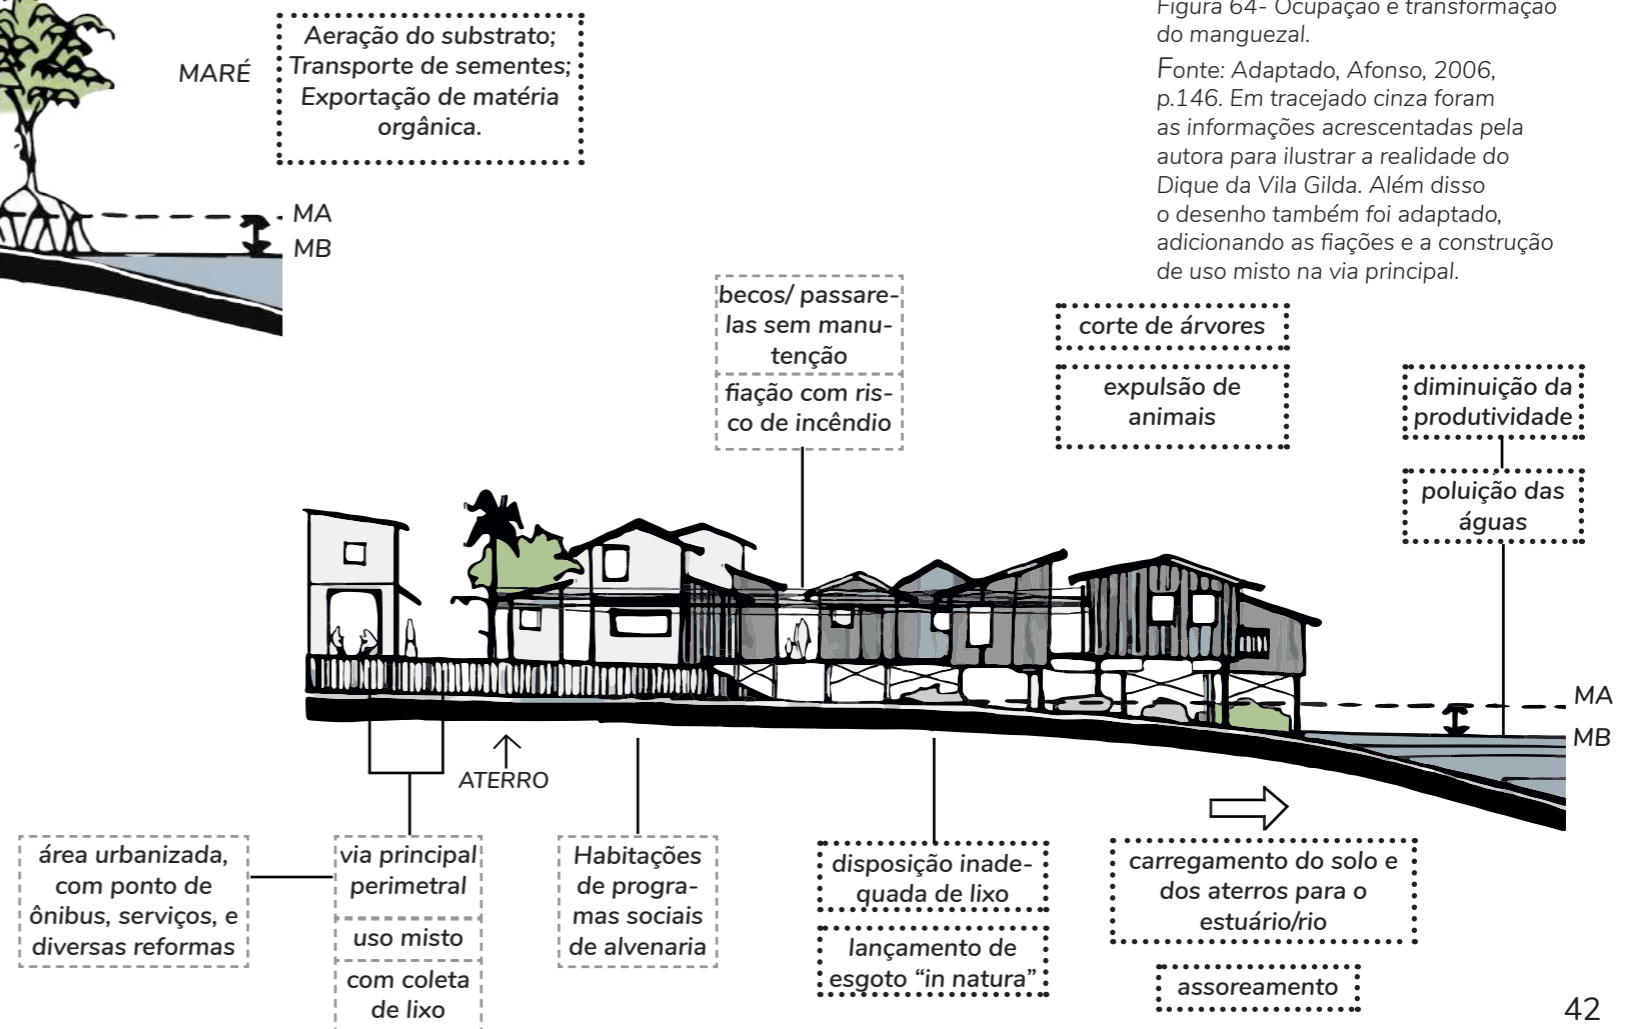 Figura 64- Ocupação e transformação
do manguezal.
Fonte: Adaptado, Afonso, 2006,
p.146. Em tracejado cinza foram
as informações acrescentadas pela
autora para ilustrar a realidade do
Dique da Vila Gilda. Além disso
o desenho também foi adaptado,
adicionando as fiações e a construção
de uso misto na via principal.
MARÉ
Aeração do substrato;
Transporte de sementes;
Exportação de matéria
orgânica.
MA
MB
becos/ passare-
las sem manu-
tenção
fiação com ris-
co de incêndio
corte de árvores
expulsão de
animais
diminuição da
produtividade
poluição das
águas
MA
MB
ATERRO
área urbanizada,
com ponto de
ônibus, serviços, e
diversas reformas
via principal
perimetral
uso misto
com coleta
de lixo
Habitações
de progra-
mas sociais
de alvenaria
disposição inade-
quada de lixo
lançamento de
esgoto “in natura”
carregamento do solo e
dos aterros para o
estuário/rio
assoreamento
42